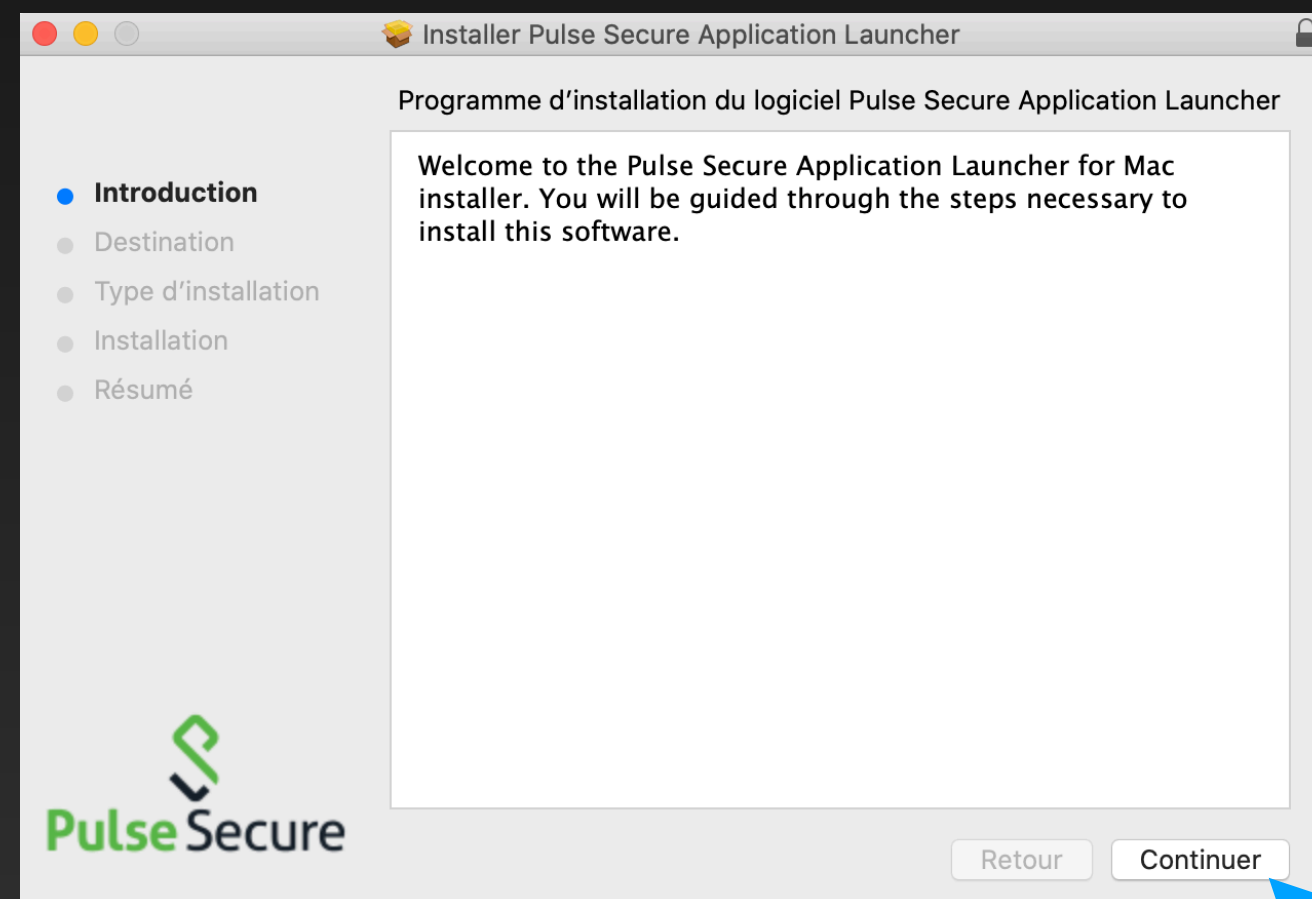 Installer Pulse Secure Application Launcher
Programme d’installation du logiciel Pulse Secure Application Launcher
Introduction
Destination
Type d’installation
Installation
Résumé
Welcome to the Pulse Secure Application Launcher for Mac
installer. You will be guided through the steps necessary to
install this software.
Pulse Secure
Retour
Continuer